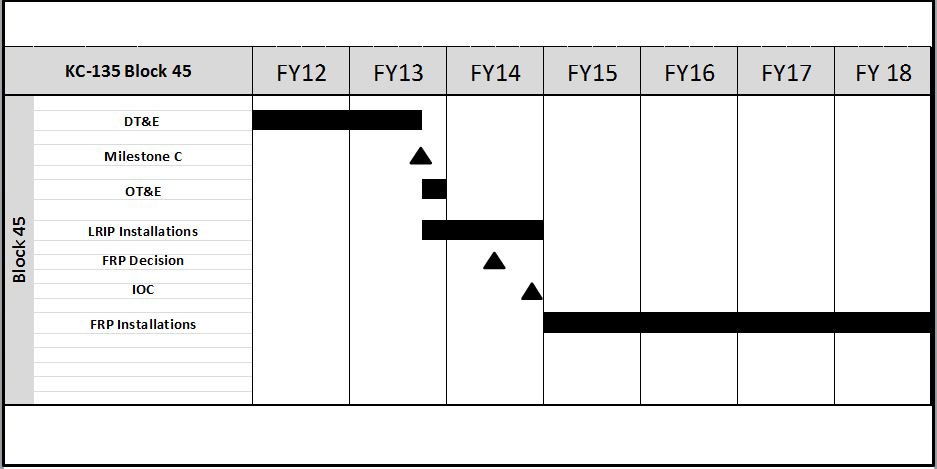 KC-135 Block 45 FY12 FY13 FY14 FY15 FY16 FY17 FY 18
Block 45
DT&E
Milestone C
OT&E
LRIP Installations
FRP Decision
IOC
FRP Installations